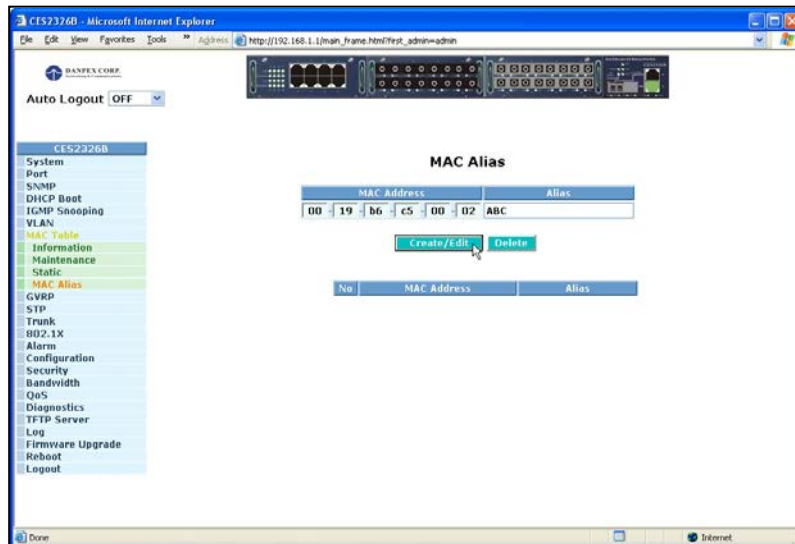 CES2326B - Microsoft Internet Explorer
File Edit View Favorites Tools » Address http://192.168.1.1/main_frame.html?first_admin=admin
DANPEX CORP.
Auto Logout OFF
CES2326B
System
Port
SNMP
DHCP Boot
IGMP Snooping
VLAN
MAC Table
Information
Maintenance
Static
MAC Alias
GVRP
STP
Trunk
802.1X
Alarm
Configuration
Security
Bandwidth
QoS
Diagnostics
TFTP Server
Log
Firmware Upgrade
Reboot
Logout
MAC Alias
MAC Address Alias
00 - 19 - b6 - c5 - 00 - 02 ABC
Create/Edit Delete
No MAC Address Alias
Done Internet